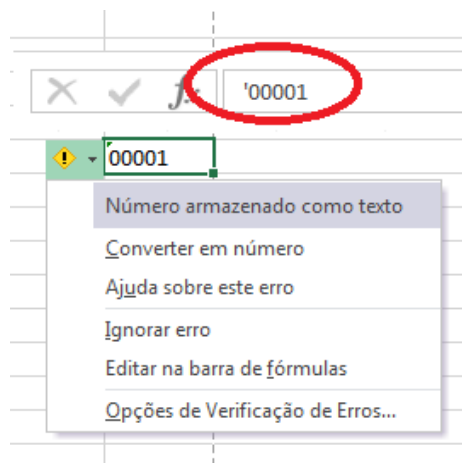 fx '00001
00001
Número armazenado como texto
Converter em número
Ajuda sobre este erro
Ignorar erro
Editar na barra de fórmulas
Opções de Verificação de Erros...